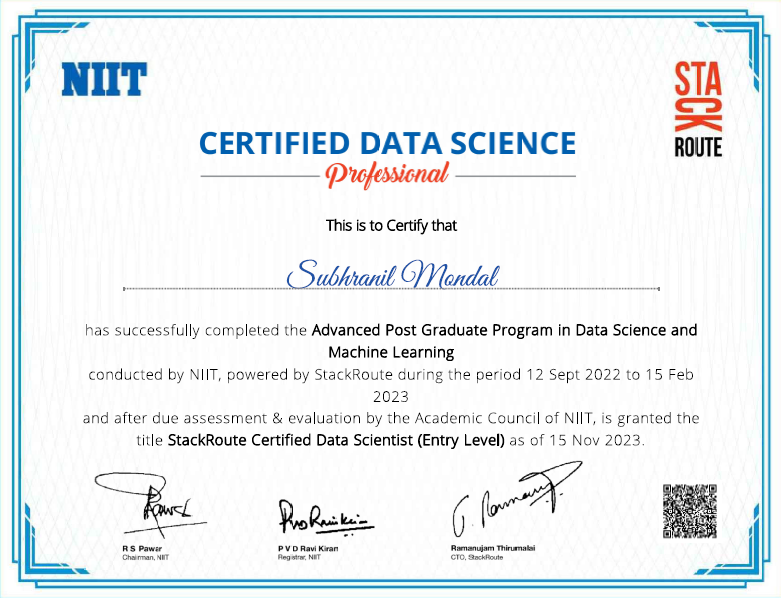 NIIT
STA
CK
ROUTE
CERTIFIED DATA SCIENCE
Professional
This is to Certify that
Subhranil Mondal
has successfully completed the Advanced Post Graduate Program in Data Science and
Machine Learning
conducted by NIIT, powered by StackRoute during the period 12 Sept 2022 to 15 Feb
2023
and after due assessment & evaluation by the Academic Council of NIIT, is granted the
title StackRoute Certified Data Scientist (Entry Level) as of 15 Nov 2023.
R S Pawar
Chairman, NIIT
P V D Ravi Kiran
Registrar, NIIT
Ramanujam Thirumalai
CTO, StackRoute